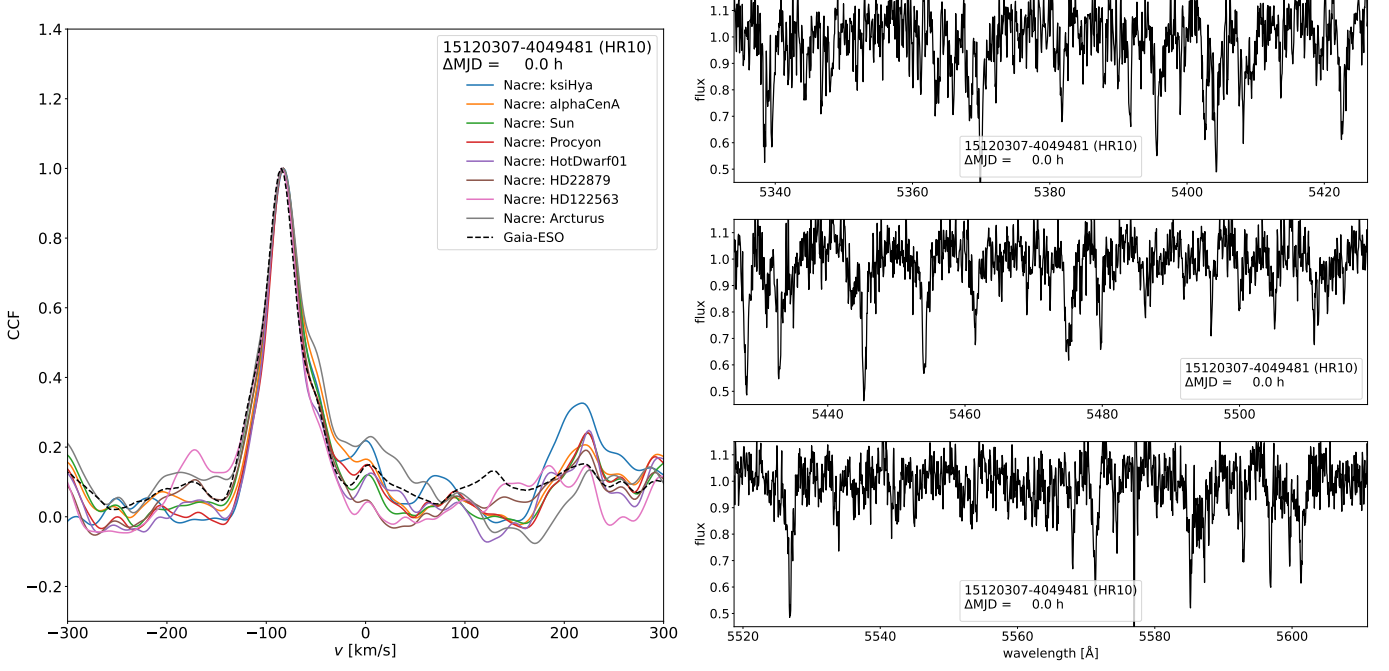 1.4
1.2
1.0
0.8
0.6
0.4
0.2
0.0
−0.2
CCF
−300
−200
−100
0
100
200
300
v [km/s]
15120307-4049481 (HR10)
ΔMJD = 0.0 h
Nacre: ksiHya
Nacre: alphaCenA
Nacre: Sun
Nacre: Procyon
Nacre: HotDwarf01
Nacre: HD22879
Nacre: HD122563
Nacre: Arcturus
Gaia-ESO
1.1
1.0
0.9
0.8
0.7
0.6
0.5
flux
15120307-4049481 (HR10)
ΔMJD = 0.0 h
5340
5360
5380
5400
5420
1.1
1.0
0.9
0.8
0.7
0.6
0.5
flux
15120307-4049481 (HR10)
ΔMJD = 0.0 h
5440
5460
5480
5500
1.1
1.0
0.9
0.8
0.7
0.6
0.5
flux
15120307-4049481 (HR10)
ΔMJD = 0.0 h
5520
5540
5560
5580
5600
wavelength [Å]